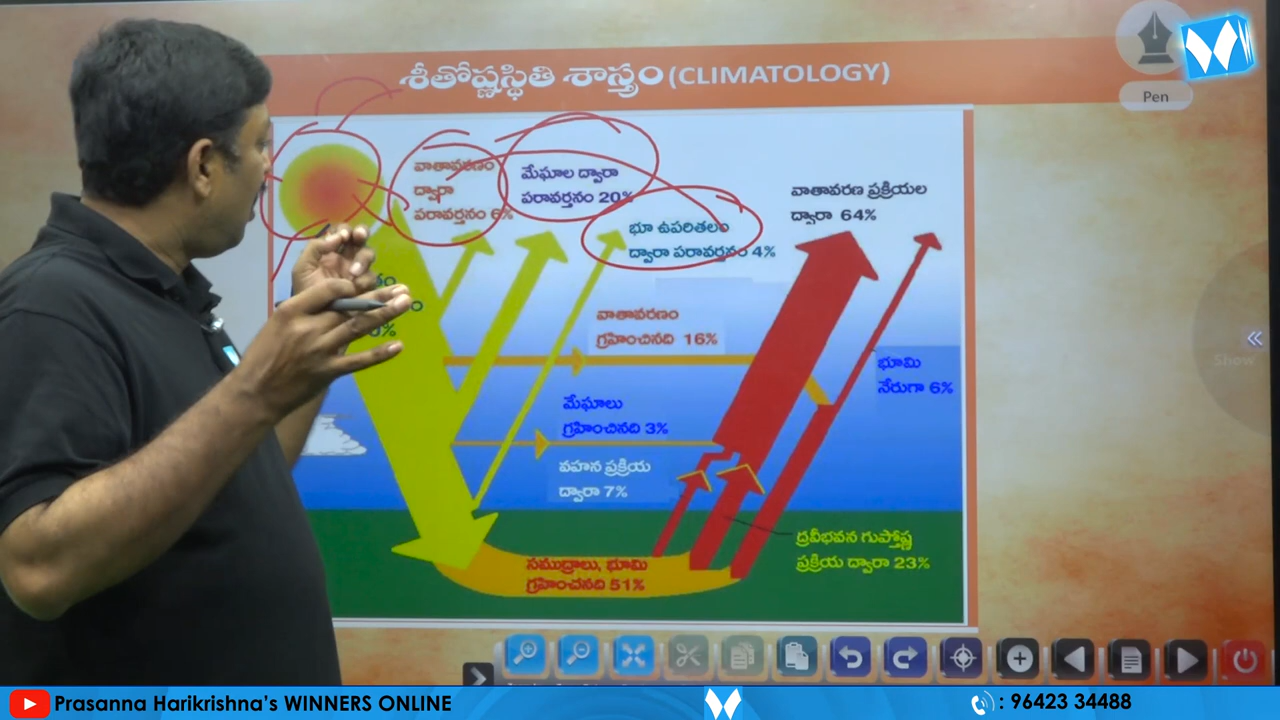 శీతోష్ణస్థితి శాస్త్రం (CLIMATOLOGY)
Pen
వాతావరణం
ద్వారా
పరావర్తనం 6%
మేఘాల ద్వారా
పరావర్తనం 20%
భూ ఉపరితలం
ద్వారా పరావర్తనం 4%
వాతావరణ ప్రక్రియల
ద్వారా 64%
వాతావరణం
గ్రహించినది 16%
భూమి
నేరుగా 6%
మేఘాలు
గ్రహించినది 3%
వహన ప్రక్రియ
ద్వారా 7%
ద్రవీభవన గుప్తోష్ణ
ప్రక్రియ ద్వారా 23%
సముద్రాలు, భూమి
గ్రహించనది 51%
Show
Prasanna Harikrishna's WINNERS ONLINE
: 96423 34488